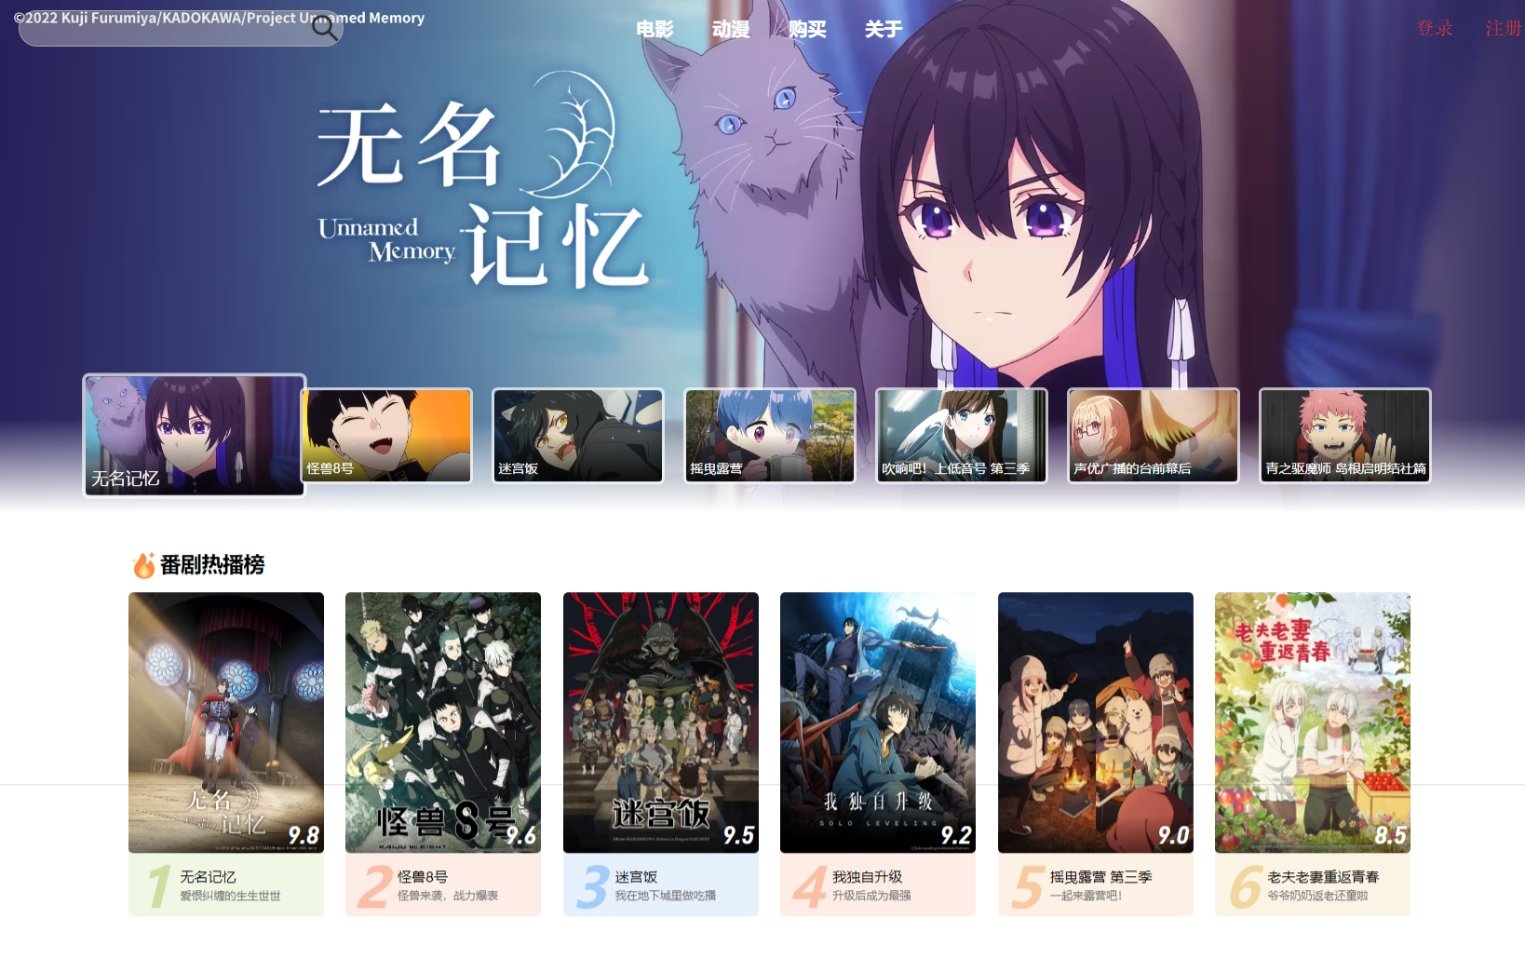 ©2022 Kuji Furumiya/KADOKAWA/Project Unnamed Memory
电影 动漫 购买 关于
登录 注册
无名
记忆
Unnamed
Memory
无名记忆
怪兽8号
迷宫饭
摇曳露营
吹响吧！上低音号 第三季
声优广播的台前幕后
青之驱魔师 岛根启明结社篇
番剧热播榜
无名
记忆
9.8
怪兽8号
9.6
迷宫饭
9.5
我独自升级
SOLO LEVELING
9.2
9.0
老夫老妻
重返青春
8.5
1
无名记忆
爱恨纠缠的生生世世
2
怪兽8号
怪兽来袭，战力爆表
3
迷宫饭
我在地下城里做吃播
4
我独自升级
升级后成为最强
5
摇曳露营 第三季
一起来露营吧！
6
老夫老妻重返青春
爷爷奶奶返老还童啦